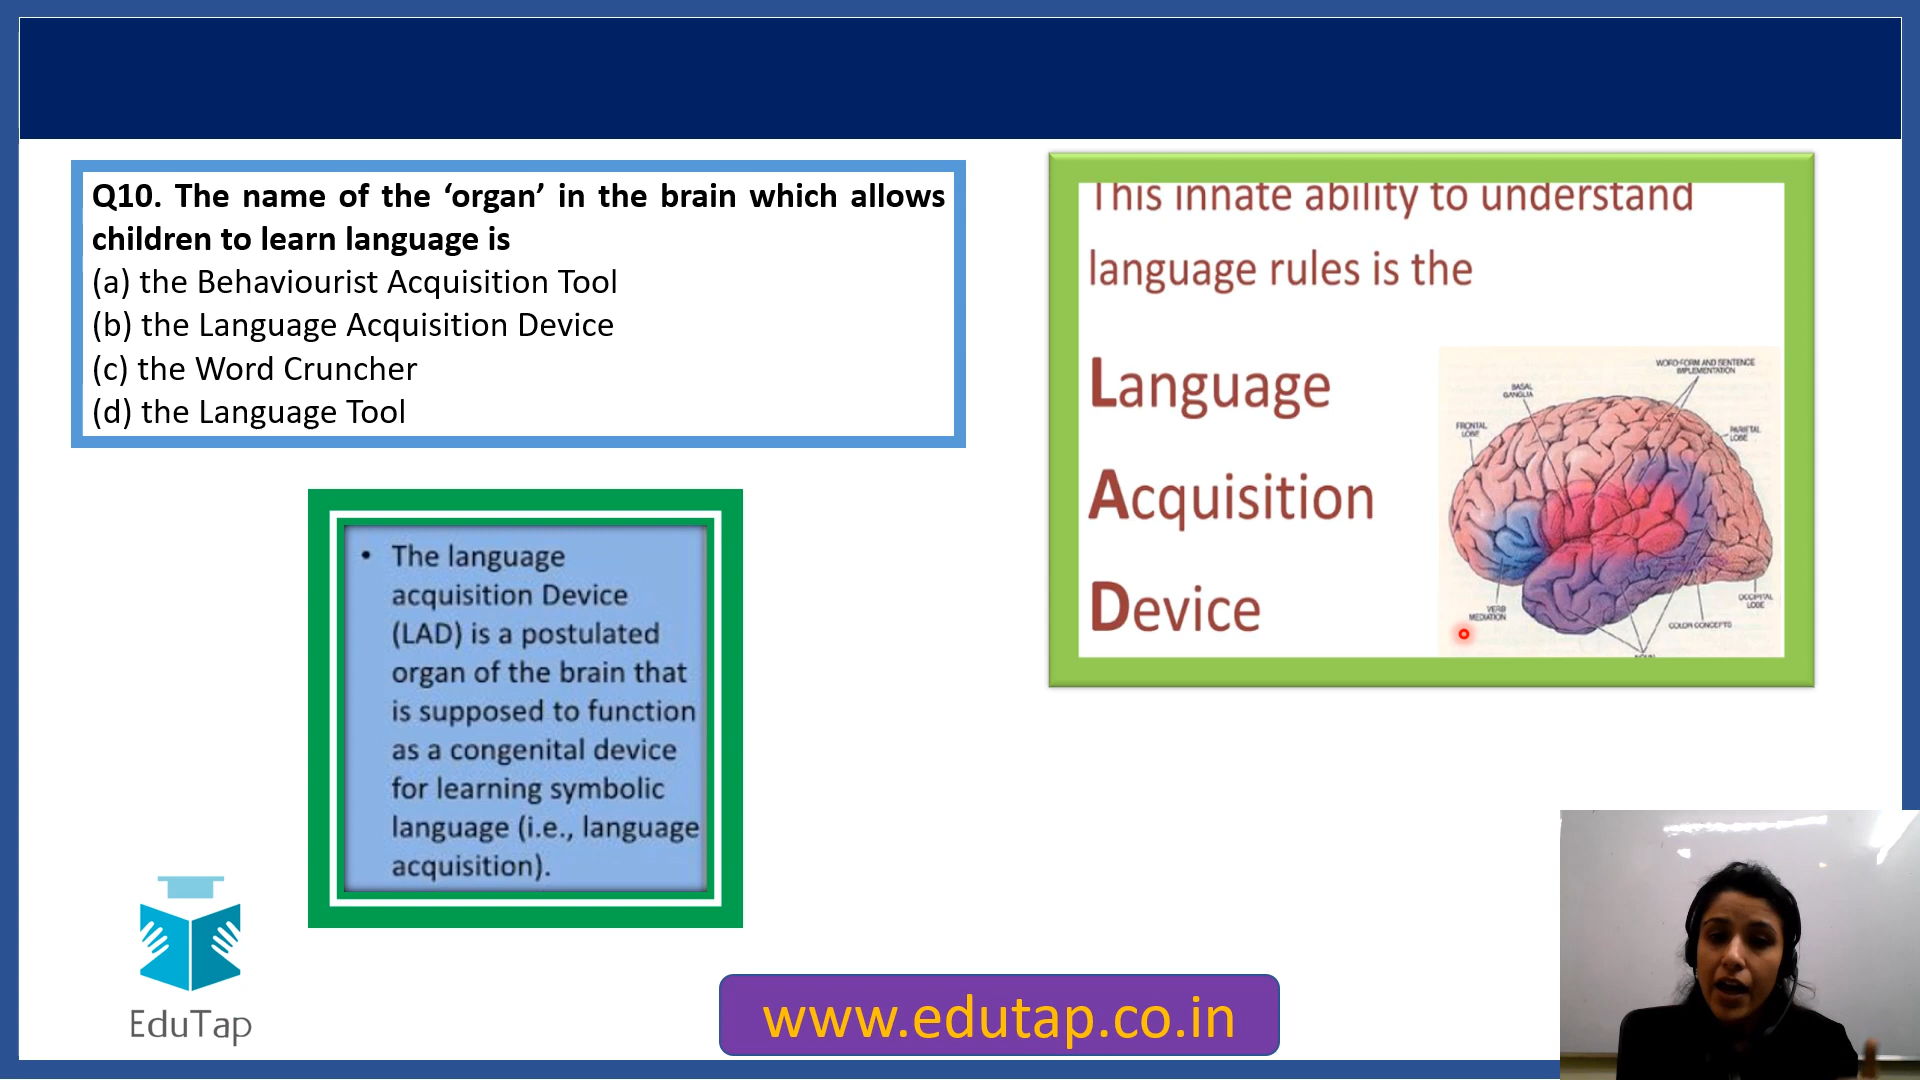 Q10. The name of the ‘organ’ in the brain which allows
children to learn language is
(a) the Behaviourist Acquisition Tool
(b) the Language Acquisition Device
(c) the Word Cruncher
(d) the Language Tool
This innate ability to understand
language rules is the
Language
Acquisition
Device
WORD-FORM AND SENTENCE
IMPLEMENTATION
BASAL
GANGLIA
FRONTAL
LOBE
PARIETAL
LOBE
VERB
MEDIATION
OCCIPITAL
LOBE
COLOR CONCEPTS
• The language
acquisition Device
(LAD) is a postulated
organ of the brain that
is supposed to function
as a congenital device
for learning symbolic
language (i.e., language
acquisition).
EduTap
www.edutap.co.in